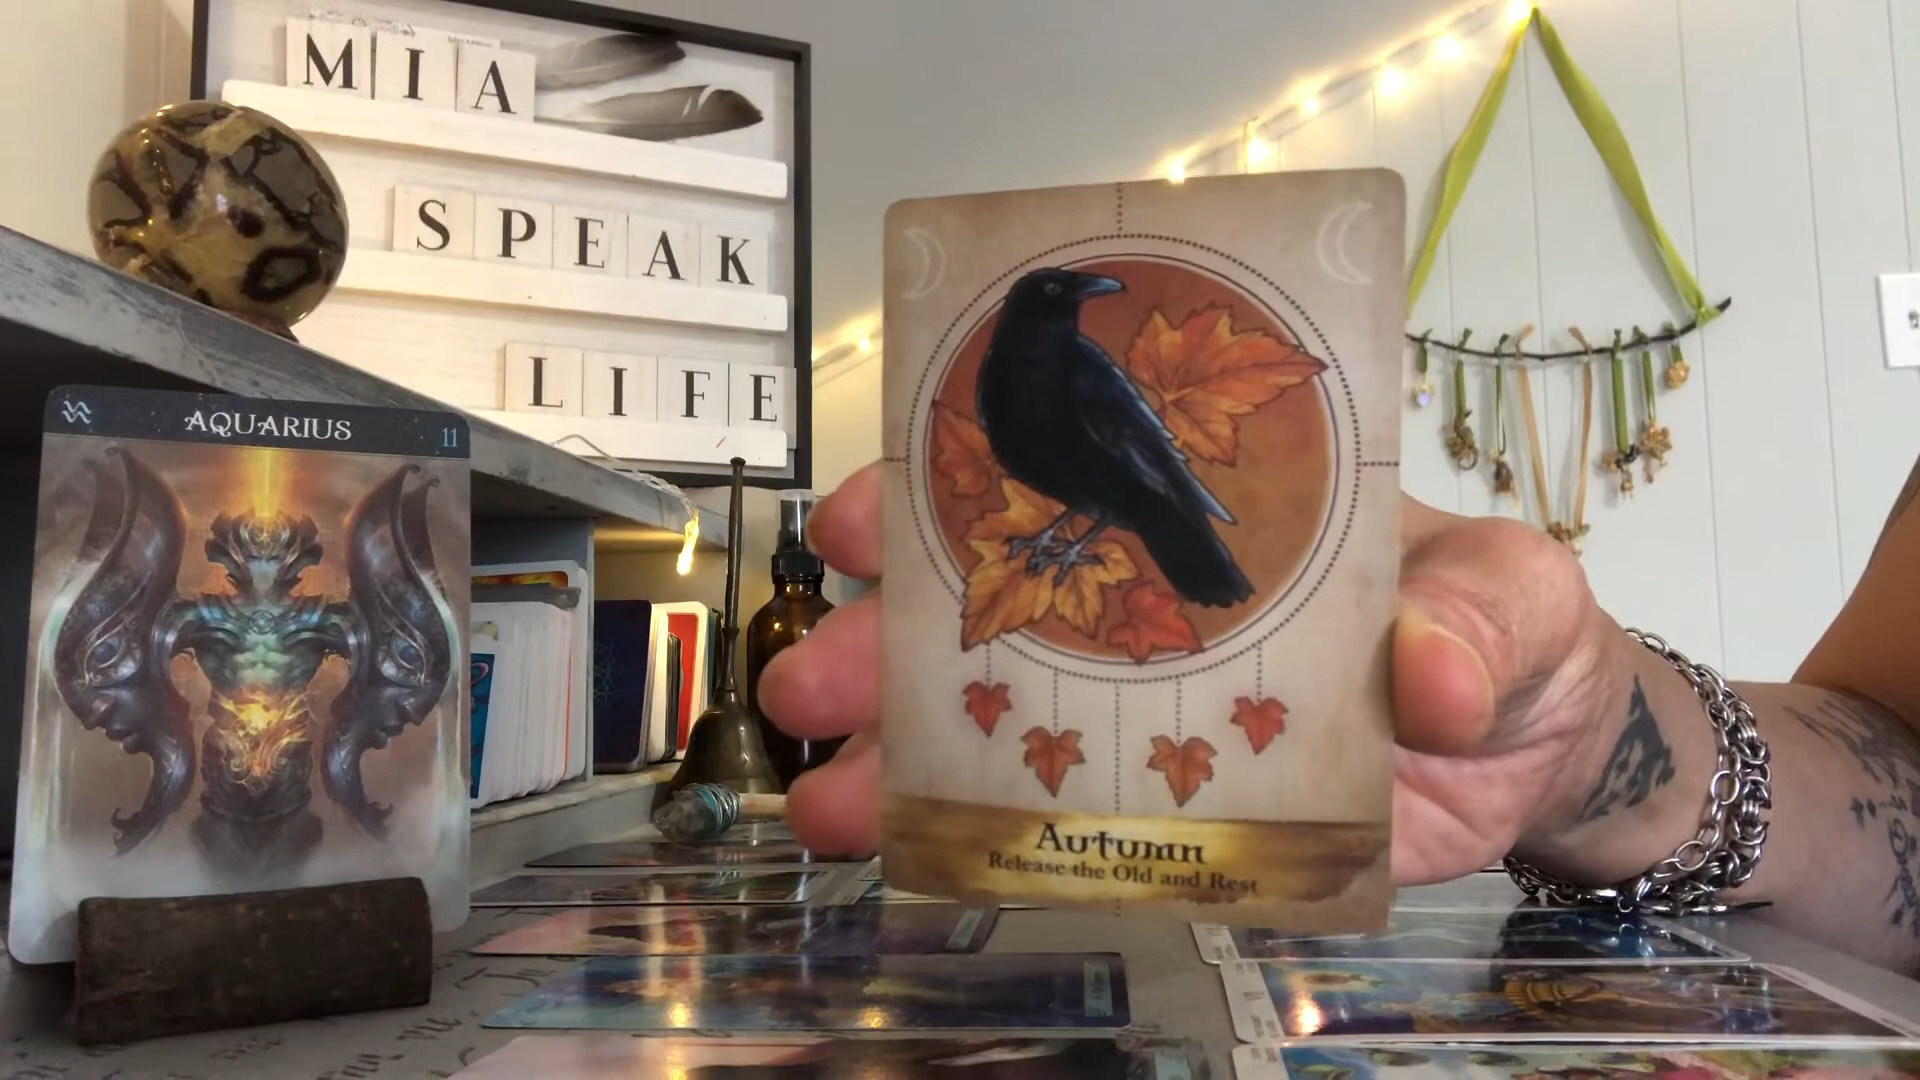 MIA
SPEAK
LIFE
AQUARIUS
11
Autumn
Release the Old and Rest